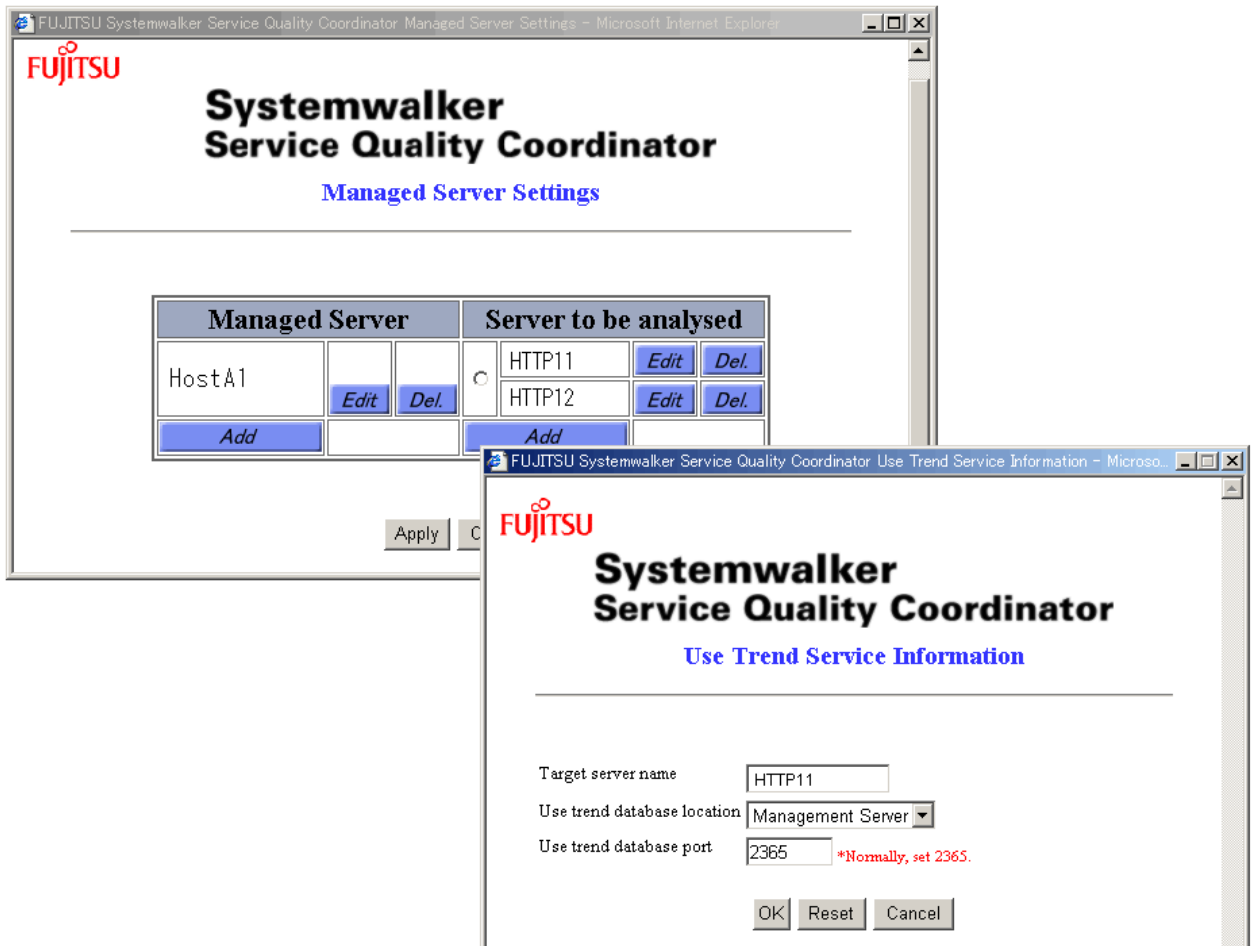 FUJITSU Systemwalker Service Quality Coordinator Managed Server Settings - Microsoft Internet Explorer
FUJITSU
Systemwalker
Service Quality Coordinator
Managed Server Settings
Managed Server Server to be analysed
HostA1 Edit Del. HTTP11 Edit Del.
HTTP12 Edit Del.
Add Add
Apply
FUJITSU Systemwalker Service Quality Coordinator Use Trend Service Information - Microso...
FUJITSU
Systemwalker
Service Quality Coordinator
Use Trend Service Information
Target server name HTTP11
Use trend database location Management Server
Use trend database port 2365 *Normally, set 2365.
OK Reset Cancel